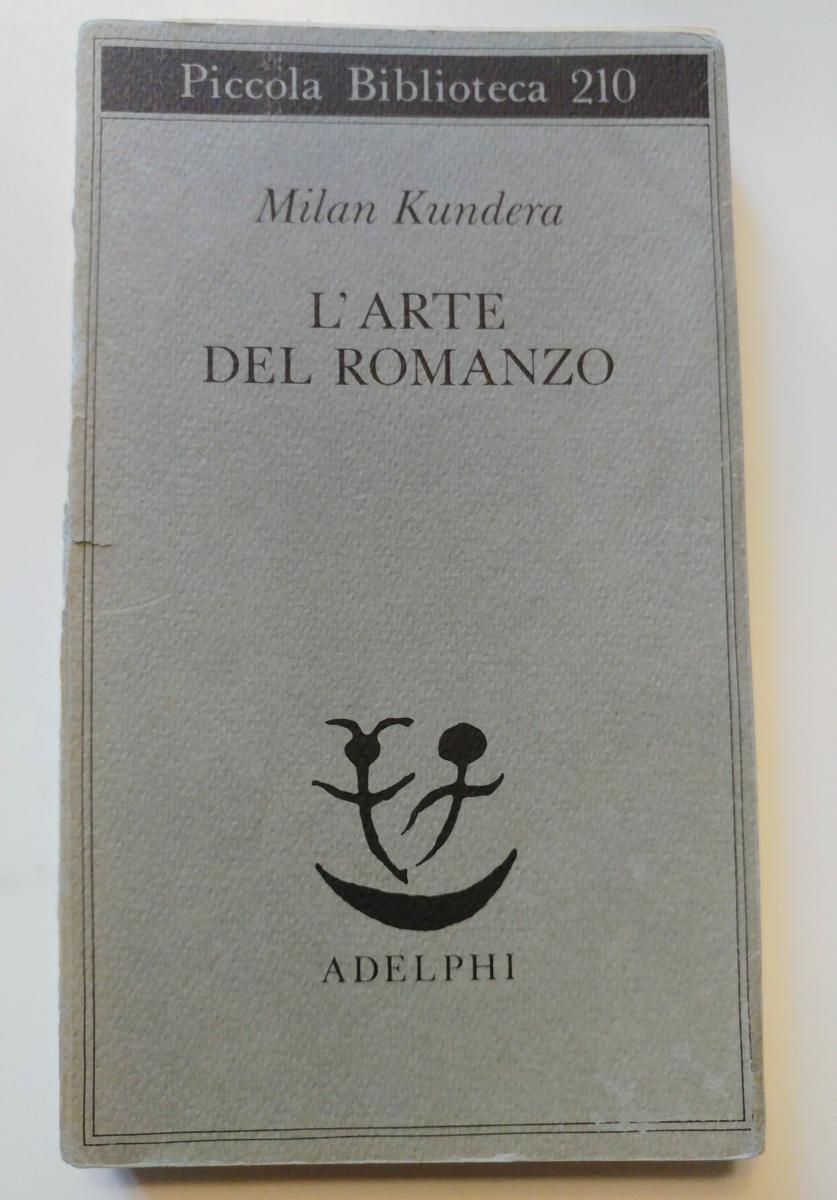 Piccola Biblioteca 210
Milan Kundera
L'ARTE
DEL ROMANZO
ADELPHI